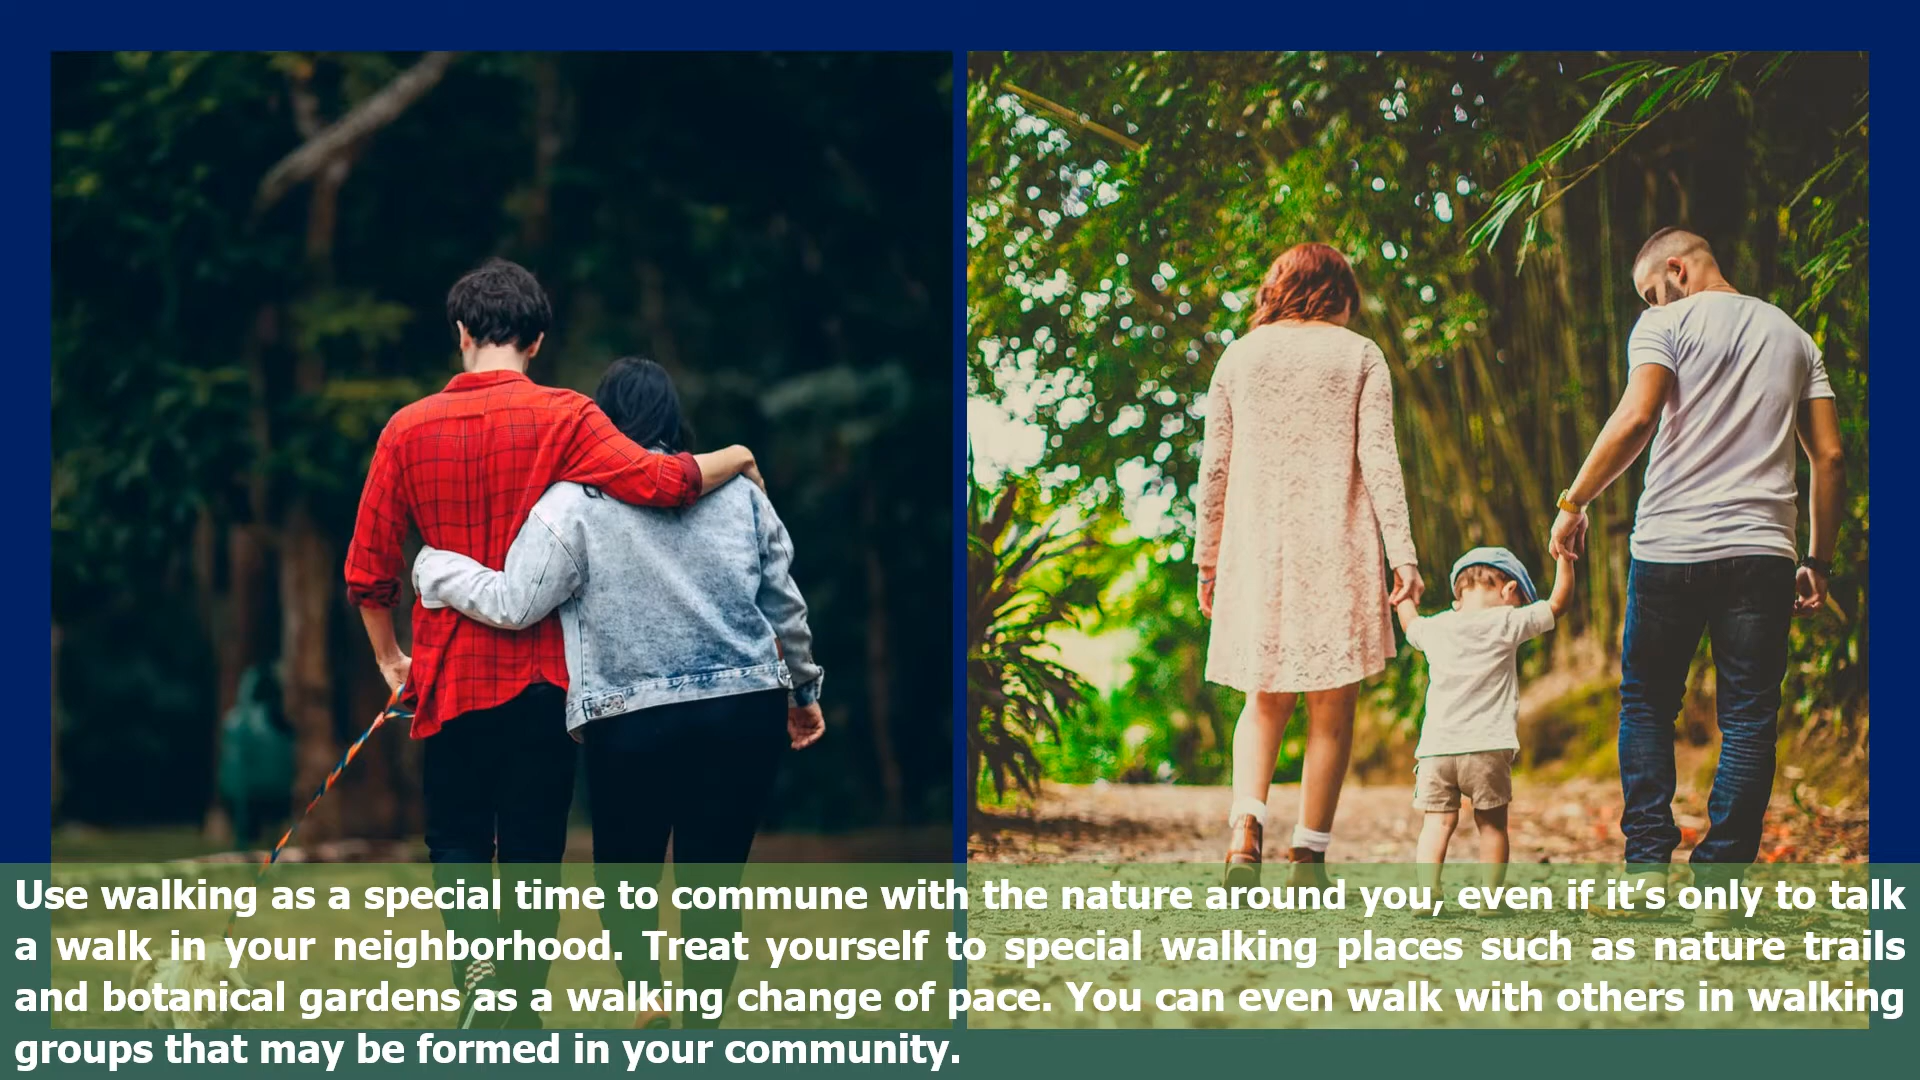 Use walking as a special time to commune with the nature around you, even if it’s only to talk
a walk in your neighborhood. Treat yourself to special walking places such as nature trails
and botanical gardens as a walking change of pace. You can even walk with others in walking
groups that may be formed in your community.